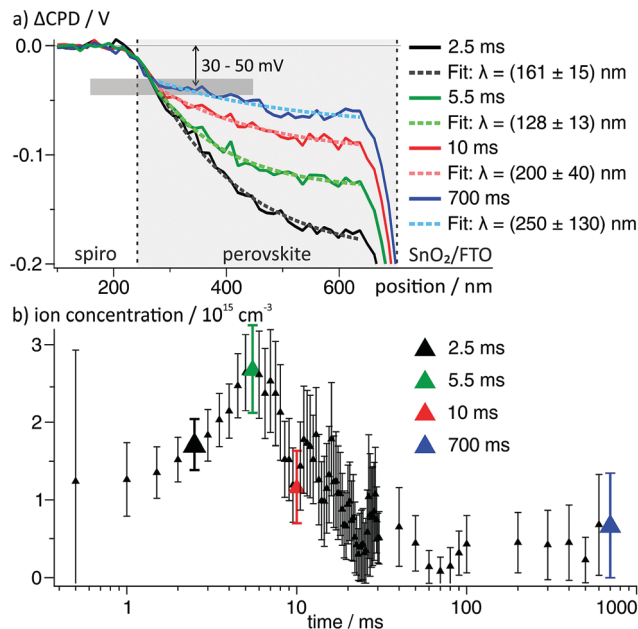 a) ΔCPD / V
0.0
-0.1
-0.2
30 - 50 mV
2.5 ms
Fit: λ = (161 ± 15) nm
5.5 ms
Fit: λ = (128 ± 13) nm
10 ms
Fit: λ = (200 ± 40) nm
700 ms
Fit: λ = (250 ± 130) nm
spiro
perovskite
SnO₂/FTO
200
400
600
position / nm
b) ion concentration / 10¹⁵ cm⁻³
3
2
1
0
2.5 ms
5.5 ms
10 ms
700 ms
1
10
100
1000
time / ms